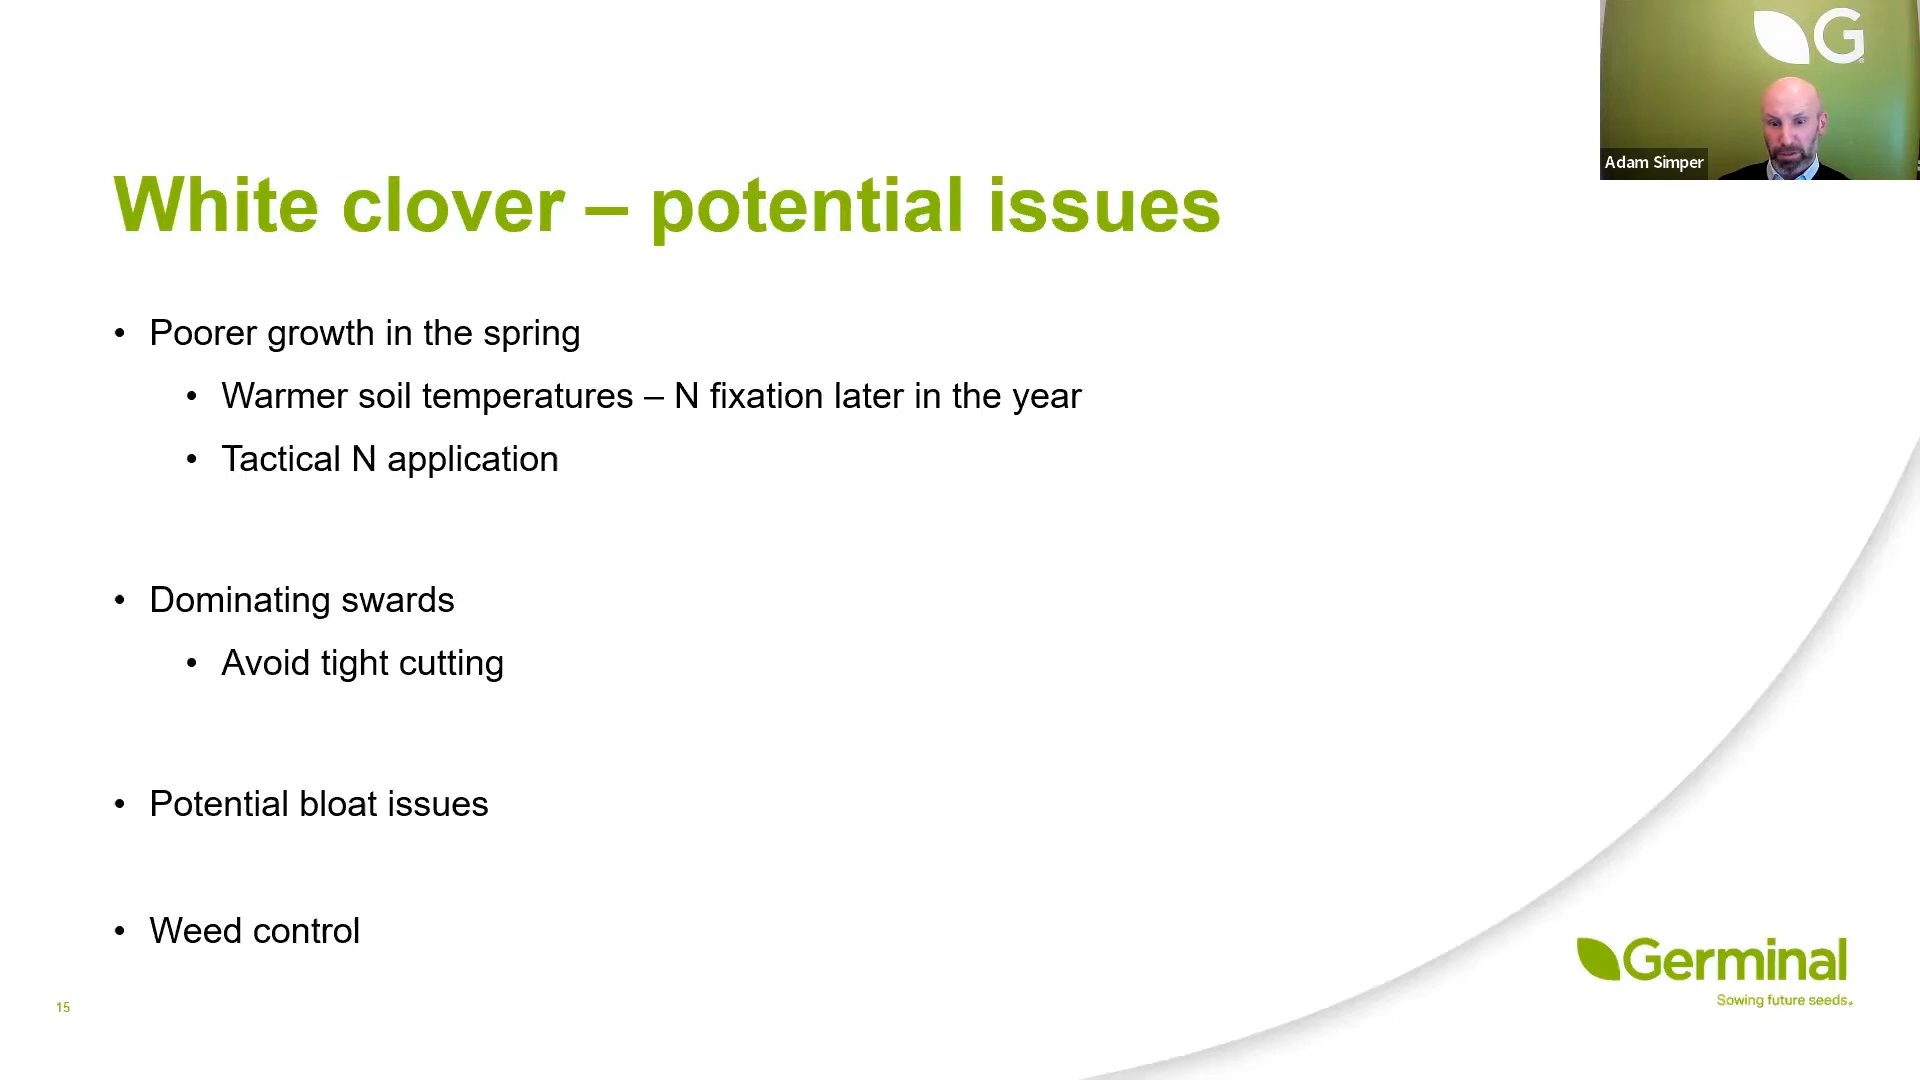 G
Adam Simper
White clover – potential issues
• Poorer growth in the spring
• Warmer soil temperatures – N fixation later in the year
• Tactical N application
• Dominating swards
• Avoid tight cutting
• Potential bloat issues
• Weed control
Germinal
Sowing future seeds.
15